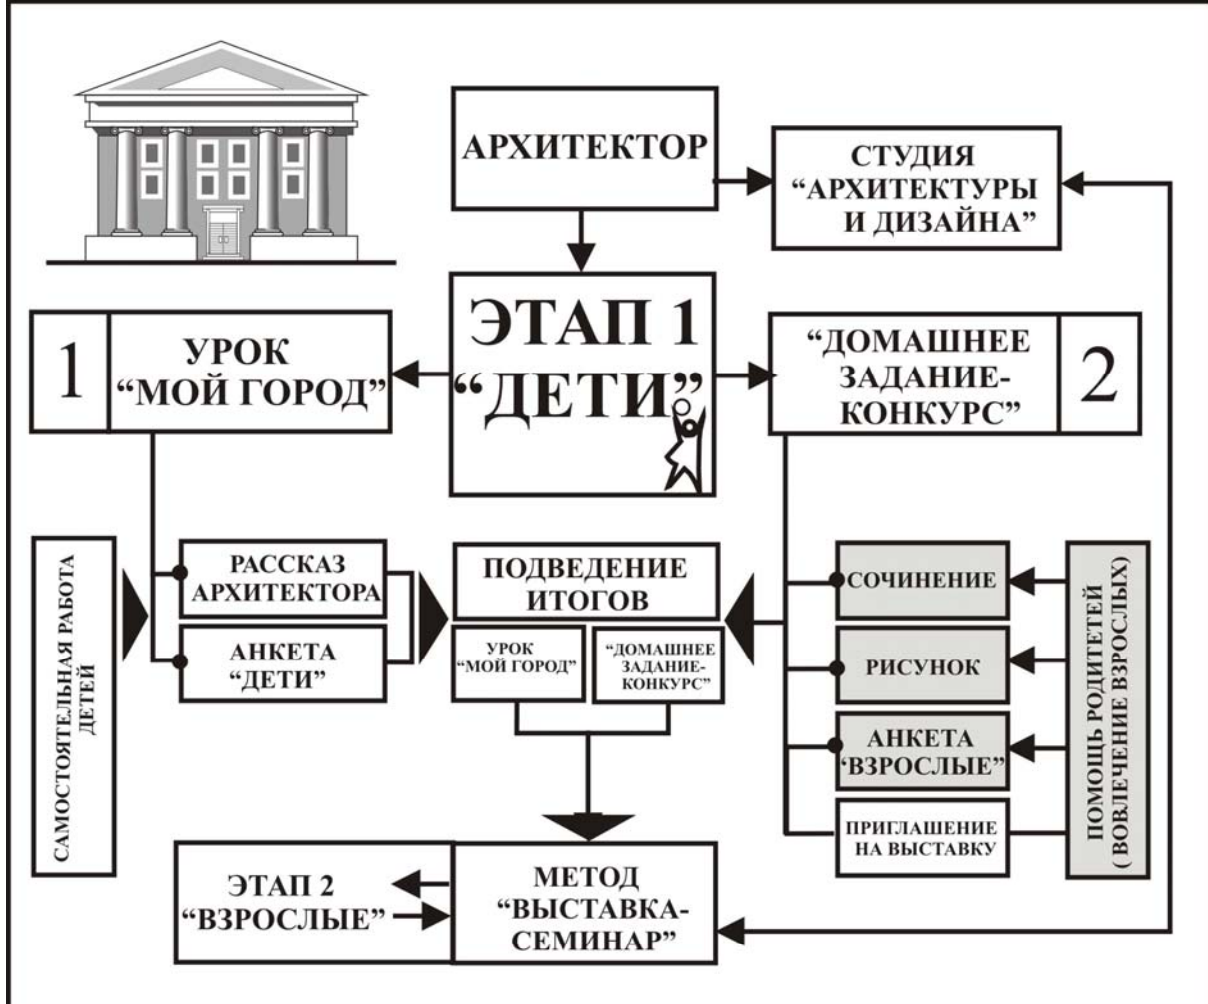 АРХИТЕКТОР
СТУДИЯ
“АРХИТЕКТУРЫ
И ДИЗАЙНА”
ЭТАП 1
“ДЕТИ”
1
УРОК
“МОЙ ГОРОД”
“ДОМАШНЕЕ
ЗАДАНИЕ-
КОНКУРС”
2
САМОСТОЯТЕЛЬНАЯ РАБОТА
ДЕТЕЙ
РАССКАЗ
АРХИТЕКТОРА
АНКЕТА
“ДЕТИ”
ПОДВЕДЕНИЕ
ИТОГОВ
УРОК
“МОЙ ГОРОД”
“ДОМАШНЕЕ
ЗАДАНИЕ-
КОНКУРС”
СОЧИНЕНИЕ
РИСУНОК
АНКЕТА
“ВЗРОСЛЫЕ”
ПРИГЛАШЕНИЕ
НА ВЫСТАВКУ
ПОМОЩЬ РОДИТЕТЕЙ
( ВОВЛЕЧЕНИЕ ВЗРОСЛЫХ)
ЭТАП 2
“ВЗРОСЛЫЕ”
МЕТОД
“ВЫСТАВКА-
СЕМИНАР”